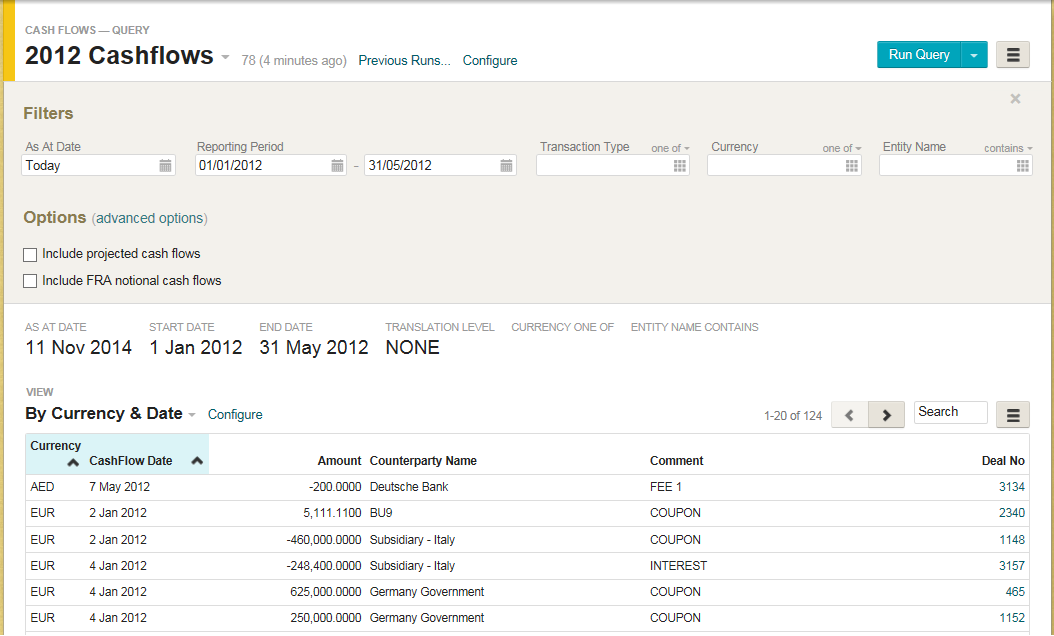 CASH FLOWS — QUERY
2012 Cashflows 78 (4 minutes ago) Previous Runs... Configure Run Query
Filters
As At Date Reporting Period Transaction Type one of Currency one of Entity Name contains
Today 01/01/2012 - 31/05/2012
Options (advanced options)
Include projected cash flows
Include FRA notional cash flows
AS AT DATE START DATE END DATE TRANSLATION LEVEL CURRENCY ONE OF ENTITY NAME CONTAINS
11 Nov 2014 1 Jan 2012 31 May 2012 NONE
VIEW
By Currency & Date Configure 1-20 of 124 Search
Currency CashFlow Date Amount Counterparty Name Comment Deal No
AED 7 May 2012 -200.0000 Deutsche Bank FEE 1 3134
EUR 2 Jan 2012 5,111.1100 BU9 COUPON 2340
EUR 2 Jan 2012 -460,000.0000 Subsidiary - Italy COUPON 1148
EUR 4 Jan 2012 -248,400.0000 Subsidiary - Italy INTEREST 3157
EUR 4 Jan 2012 625,000.0000 Germany Government COUPON 465
EUR 4 Jan 2012 250,000.0000 Germany Government COUPON 1152